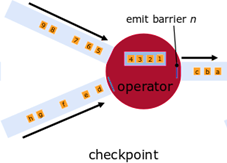 emit barrier n
9 8 7 6 5
4 3 2 1
c b a
operator
h g f e d
checkpoint